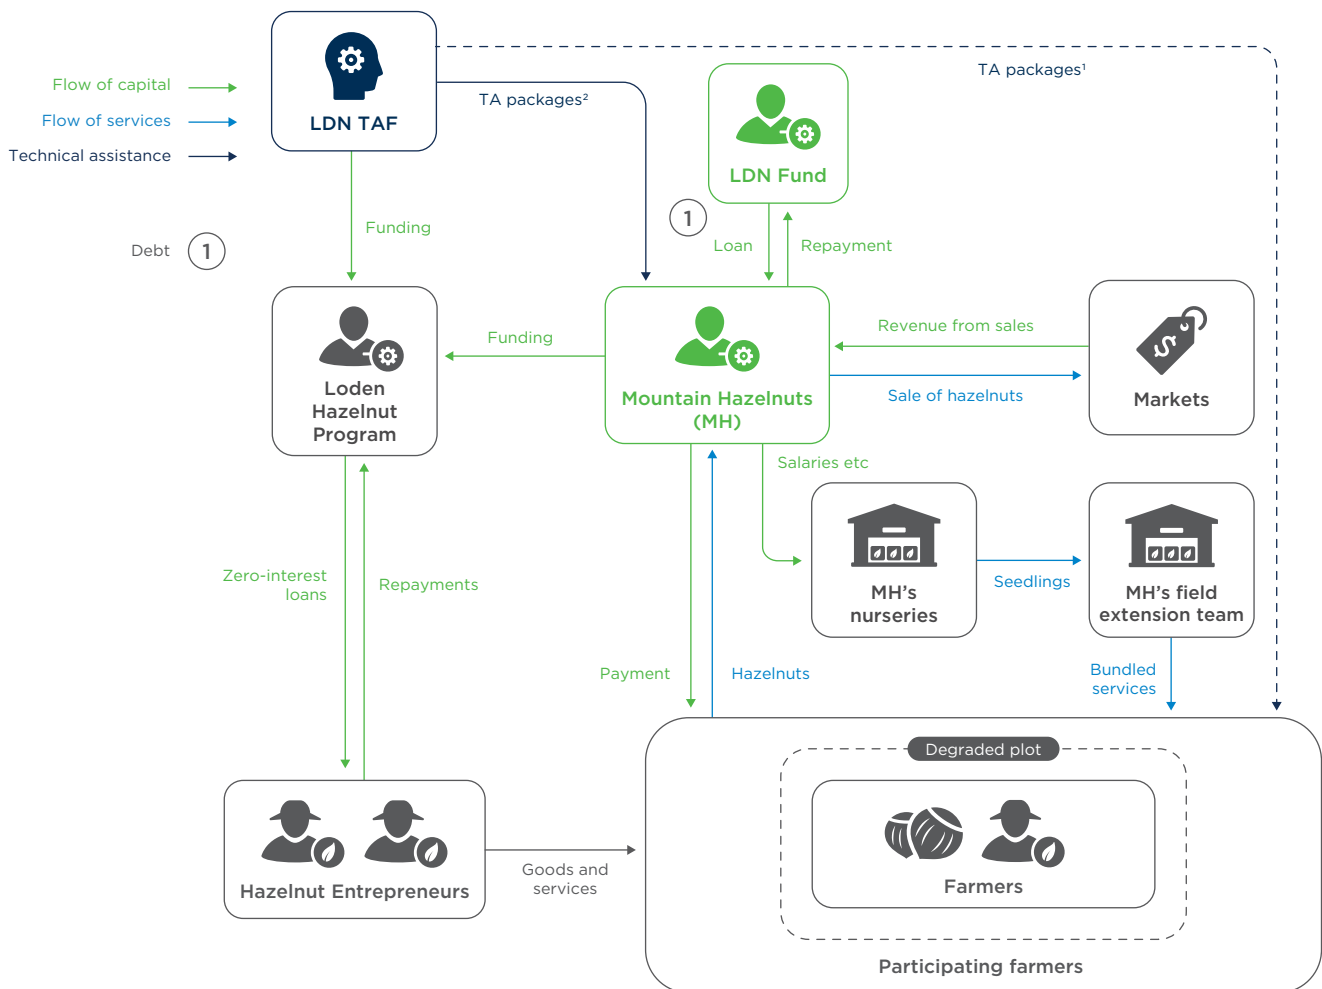 LDN TAF
TA packages¹
TA packages²
Flow of capital
Flow of services
Technical assistance
LDN Fund
Funding
Debt
1
1
Loan
Repayment
Loden
Hazelnut
Program
Funding
Mountain Hazelnuts
(MH)
Revenue from sales
Sale of hazelnuts
Markets
Salaries etc
MH's
nurseries
Seedlings
MH's field
extension team
Zero-interest
loans
Repayments
Payment
Hazelnuts
Bundled
services
Degraded plot
Hazelnut Entrepreneurs
Goods and
services
Farmers
Participating farmers